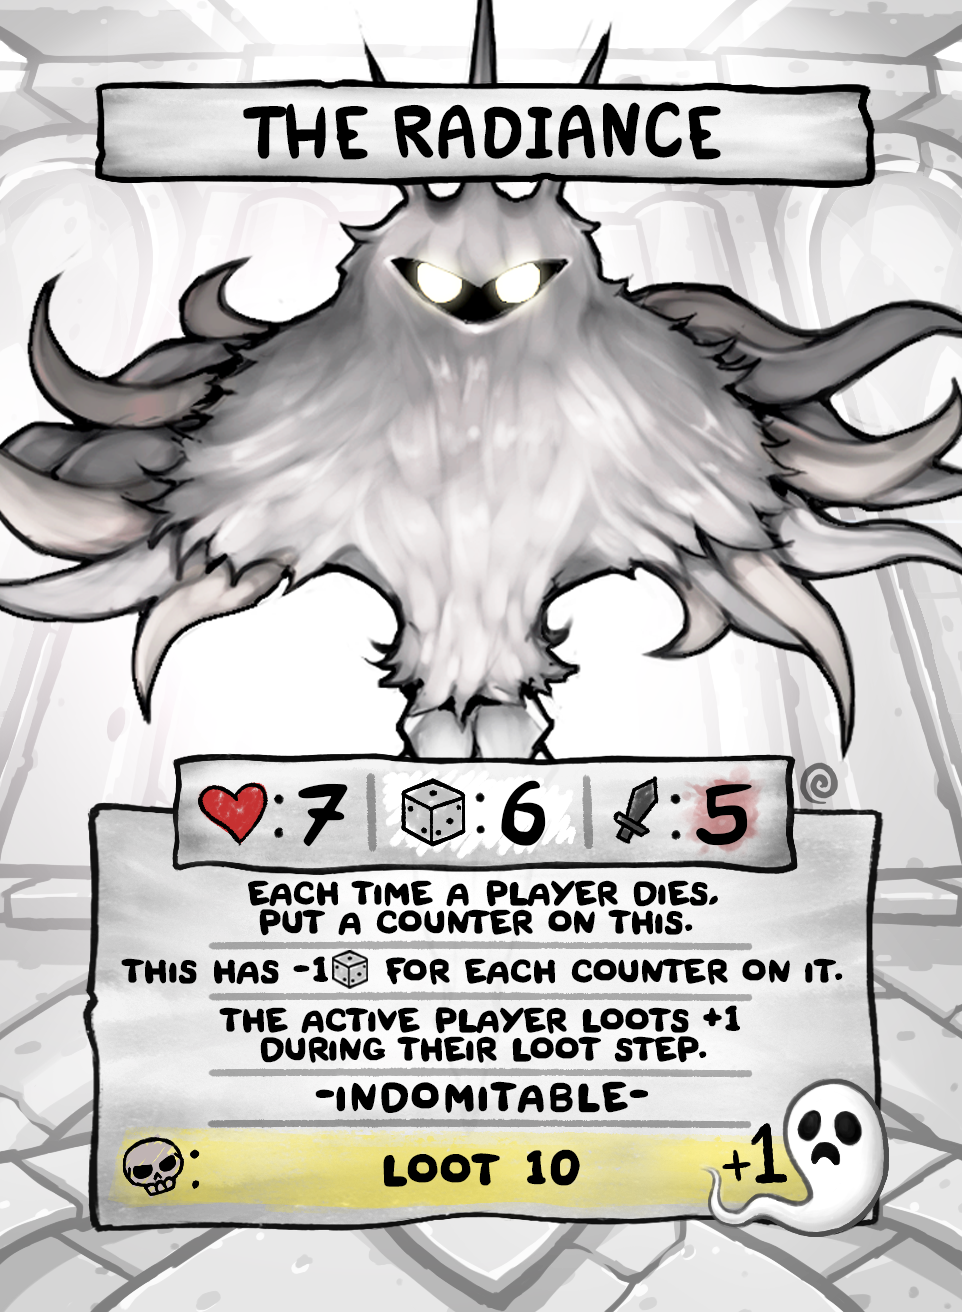 THE RADIANCE
: 7 : 6 : 5
EACH TIME A PLAYER DIES,
PUT A COUNTER ON THIS.
THIS HAS -1 FOR EACH COUNTER ON IT.
THE ACTIVE PLAYER LOOTS +1
DURING THEIR LOOT STEP.
-INDOMITABLE-
: LOOT 10 +1